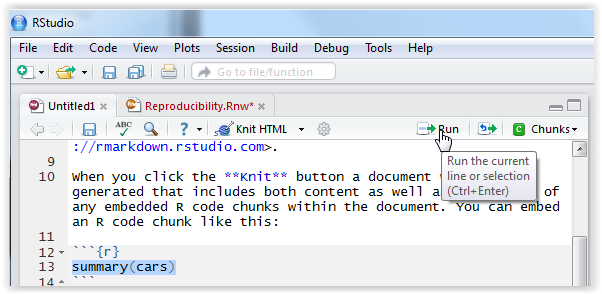 RStudio
File Edit Code View Plots Session Build Debug Tools Help
Go to file/function
Untitled1 Reproducibility.Rnw*
ABC ? Knit HTML Run C Chunks
://rmarkdown.rstudio.com>.
9
10 When you click the **Knit** button a document
generated that includes both content as well a of
any embedded R code chunks within the document. You can embed
an R code chunk like this:
11
12 ```{r}
13 summary(cars)
14 ```
Run the current
line or selection
(Ctrl+Enter)